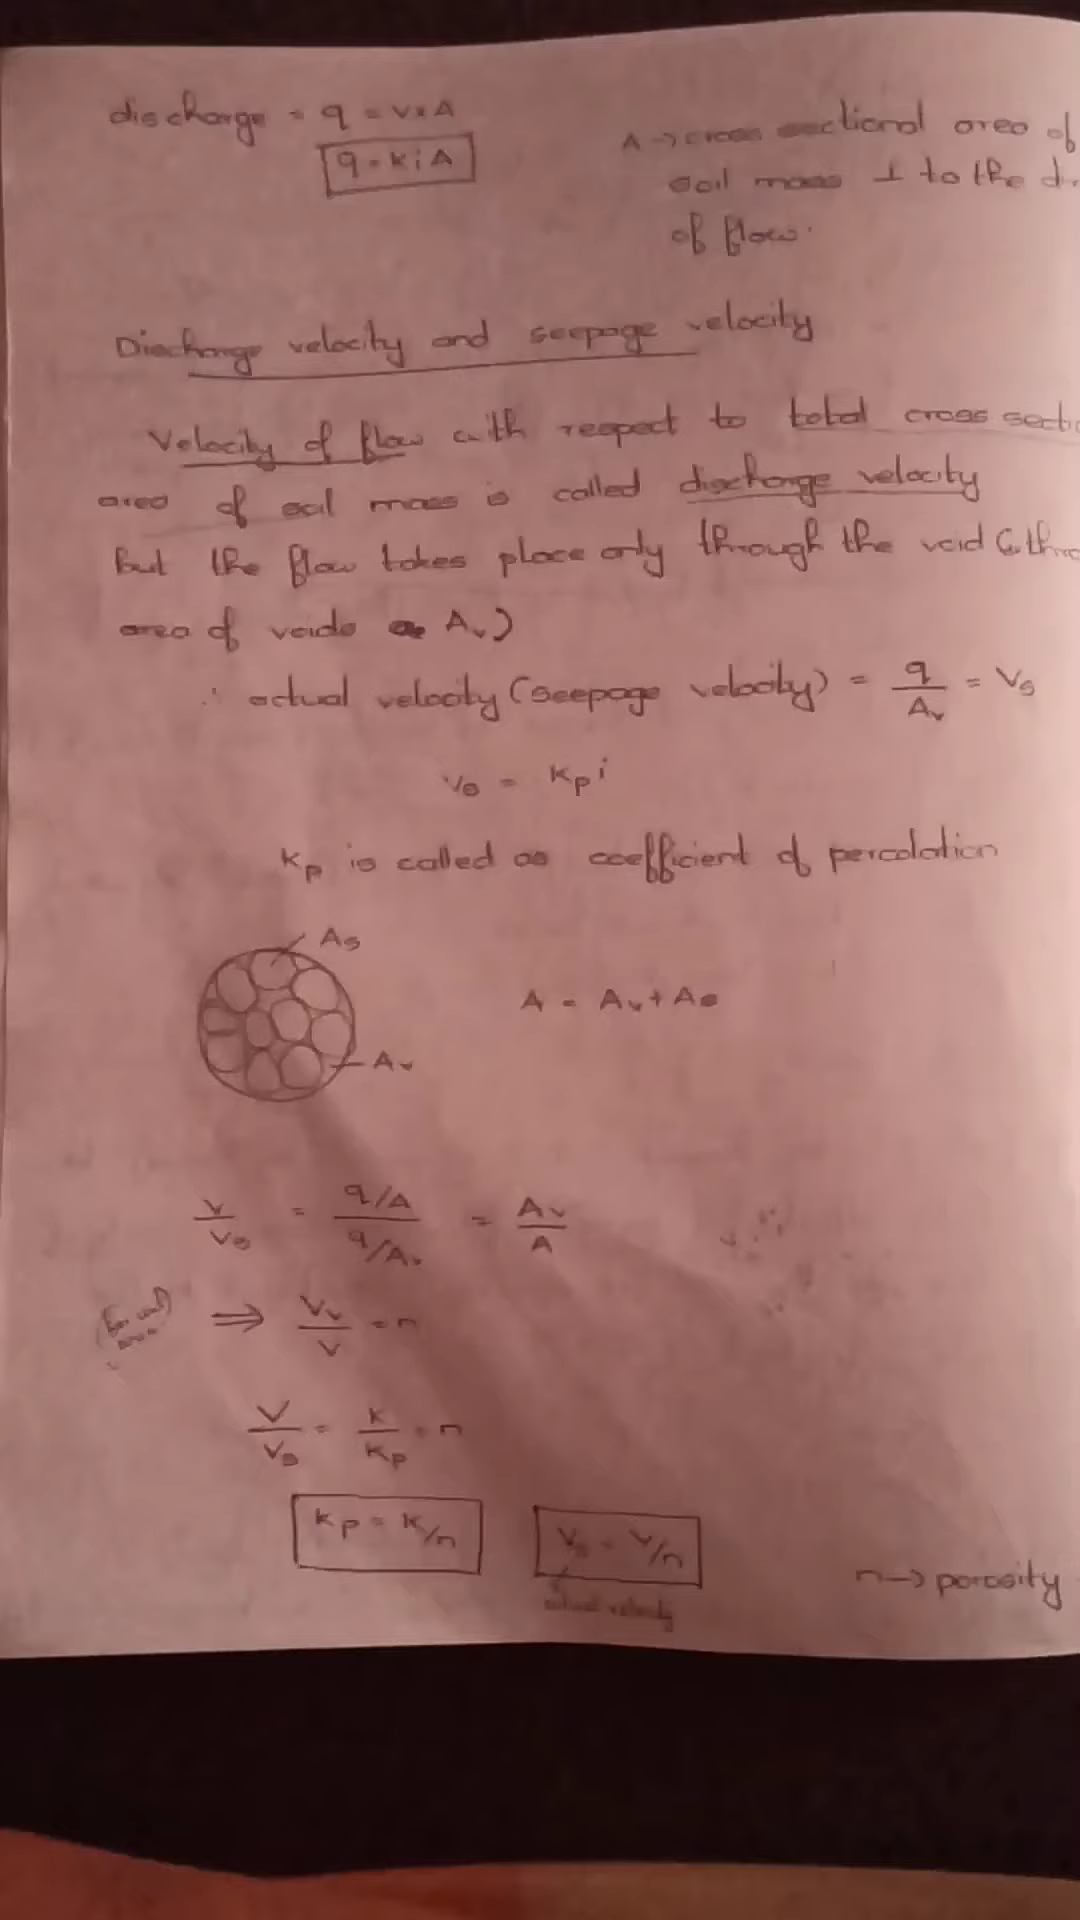 discharge = q = v×A
q = kiA
A → cross sectional area of
soil mass ⊥ to the
of flow.
Discharge velocity and seepage velocity
Velocity of flow with respect to total cross
area of soil mass is called discharge velocity
but the flow takes place only through the void
area of voids Av)
∴ actual velocity (seepage velocity) = q/Av = Vs
vs = kp i
kp is called as coefficient of percolation
As
A = Av + As
Av
v/vs = q/A / q/Av = Av/A
⇒ Vv/V = n
V/Vs = k/kp = n
kp = k/n
Vs = v/n
n → porosity
actual velocity